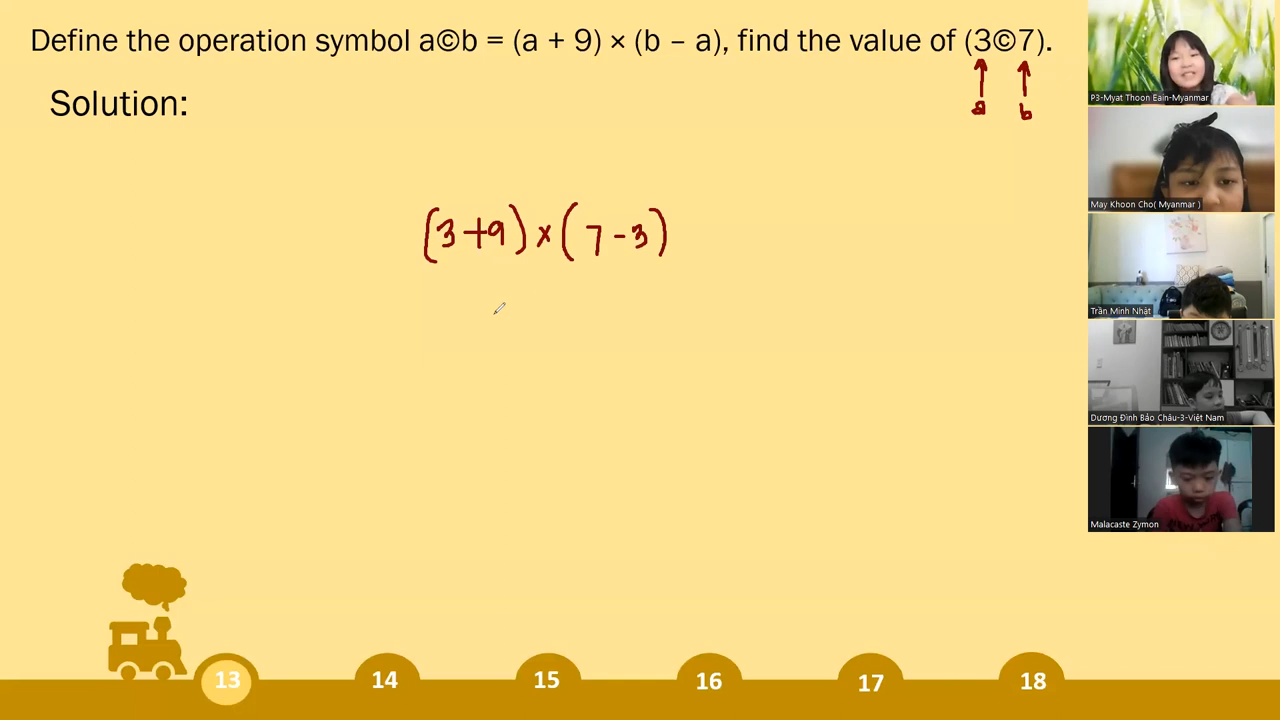 Define the operation symbol a©b = (a + 9) × (b – a), find the value of (3©7).
a b
Solution:
(3+9) × (7-3)
P3-Myat Thoon Eain-Myanmar
May Khoon Cho( Myanmar )
Trần Minh Nhật
Dương Đình Bảo Châu-3-Việt Nam
Malacaste Zymon
13 14 15 16 17 18